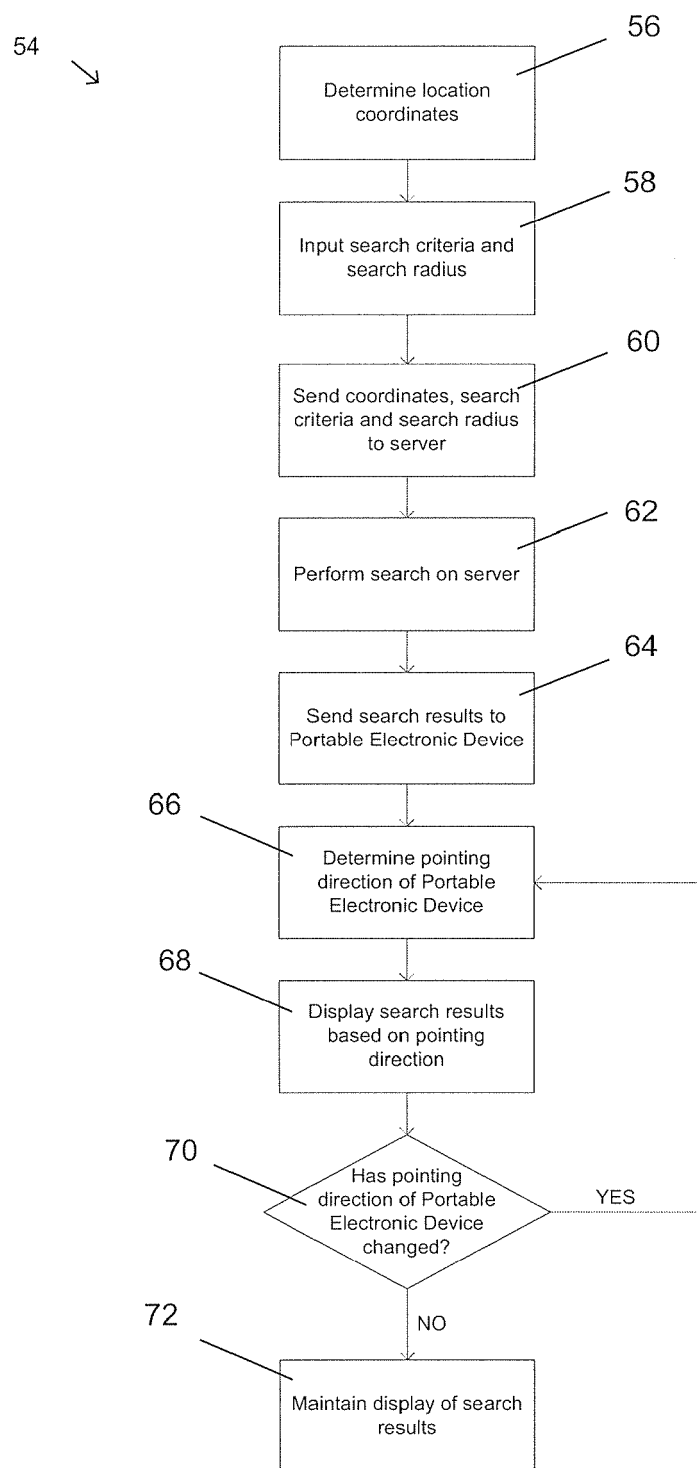 54
56
Determine location
coordinates
58
Input search criteria and
search radius
60
Send coordinates, search
criteria and search radius
to server
62
Perform search on server
64
Send search results to
Portable Electronic Device
66
Determine pointing
direction of Portable
Electronic Device
68
Display search results
based on pointing
direction
70
Has pointing
direction of Portable
Electronic Device
changed?
YES
NO
72
Maintain display of search
results